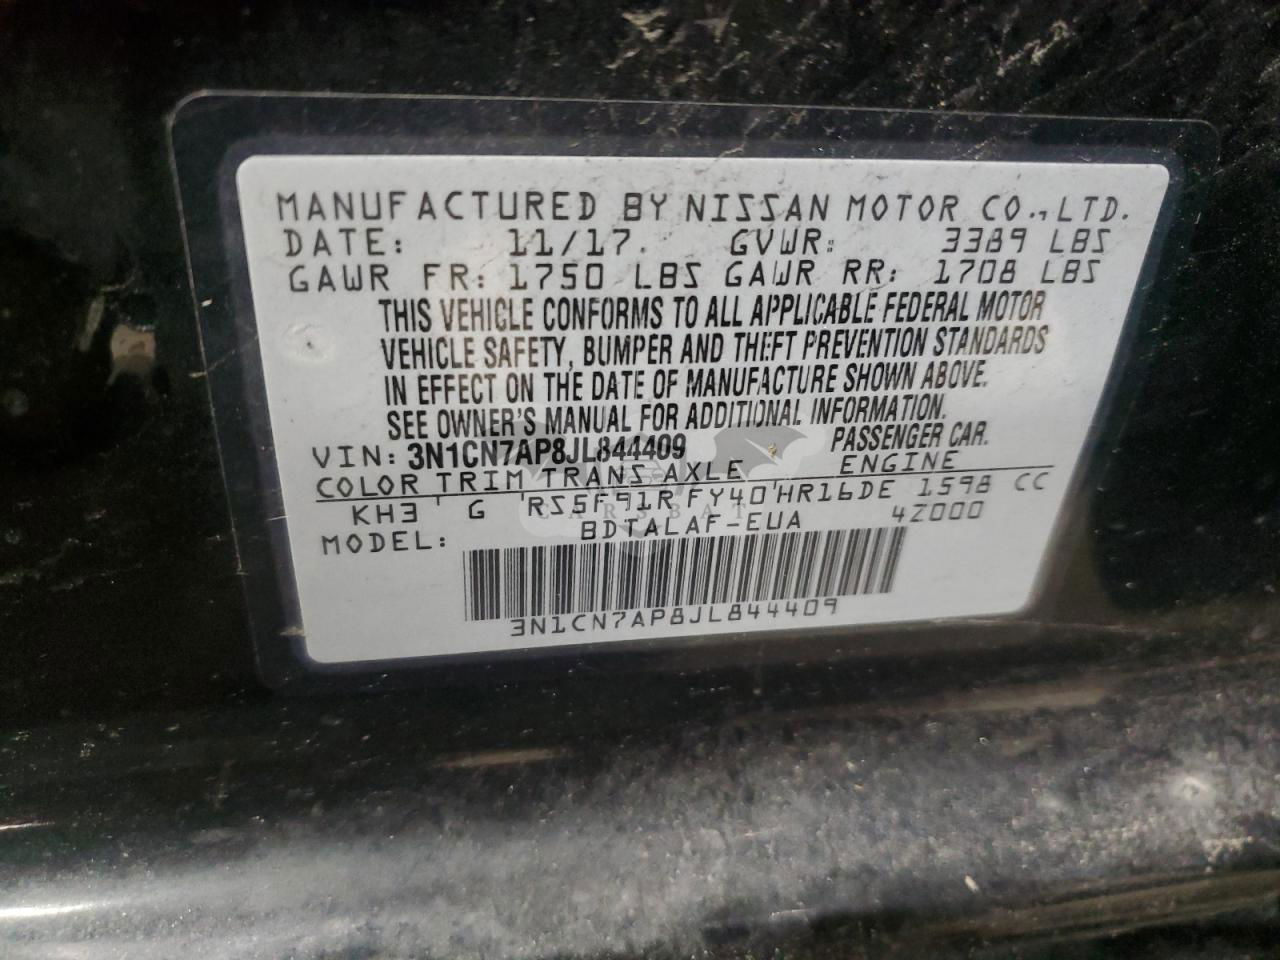 MANUFACTURED BY NISSAN MOTOR CO., LTD.
DATE: 11/17. GVWR: 3389 LBS
GAWR FR: 1750 LBS GAWR RR: 1708 LBS
THIS VEHICLE CONFORMS TO ALL APPLICABLE FEDERAL MOTOR
VEHICLE SAFETY, BUMPER AND THEFT PREVENTION STANDARDS
IN EFFECT ON THE DATE OF MANUFACTURE SHOWN ABOVE.
SEE OWNER'S MANUAL FOR ADDITIONAL INFORMATION.
VIN: 3N1CN7AP8JL844409 PASSENGER CAR.
COLOR TRIM TRANS AXLE ENGINE
KH3 G RS5F91R FY40 HR16DE 1598 CC
MODEL: BDTALAF-EUA 4Z000
3N1CN7AP8JL844409
CARSBAT